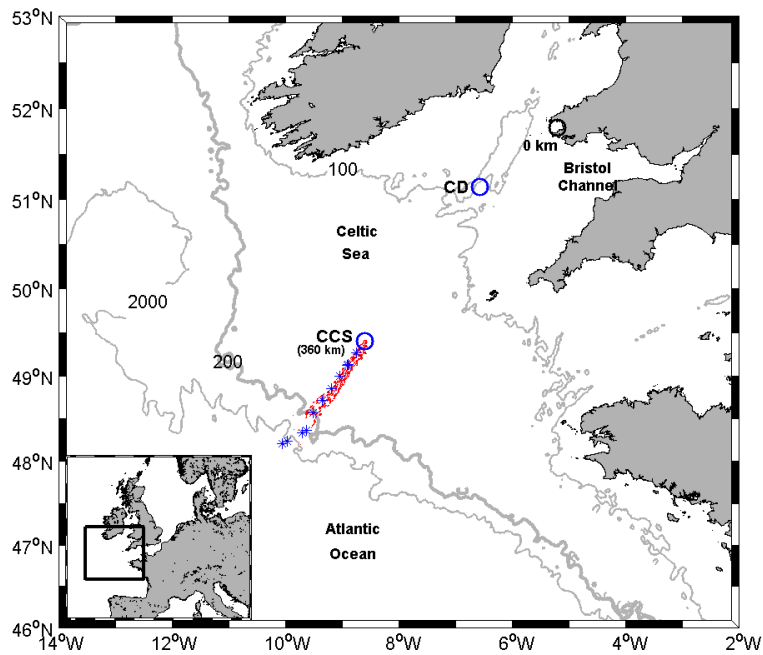 53°N
52°N
51°N
50°N
49°N
48°N
47°N
46°N
0 km
Bristol
Channel
100
CD
Celtic
Sea
2000
CCS
(360 km)
200
Atlantic
Ocean
14°W
12°W
10°W
8°W
6°W
4°W
2°W